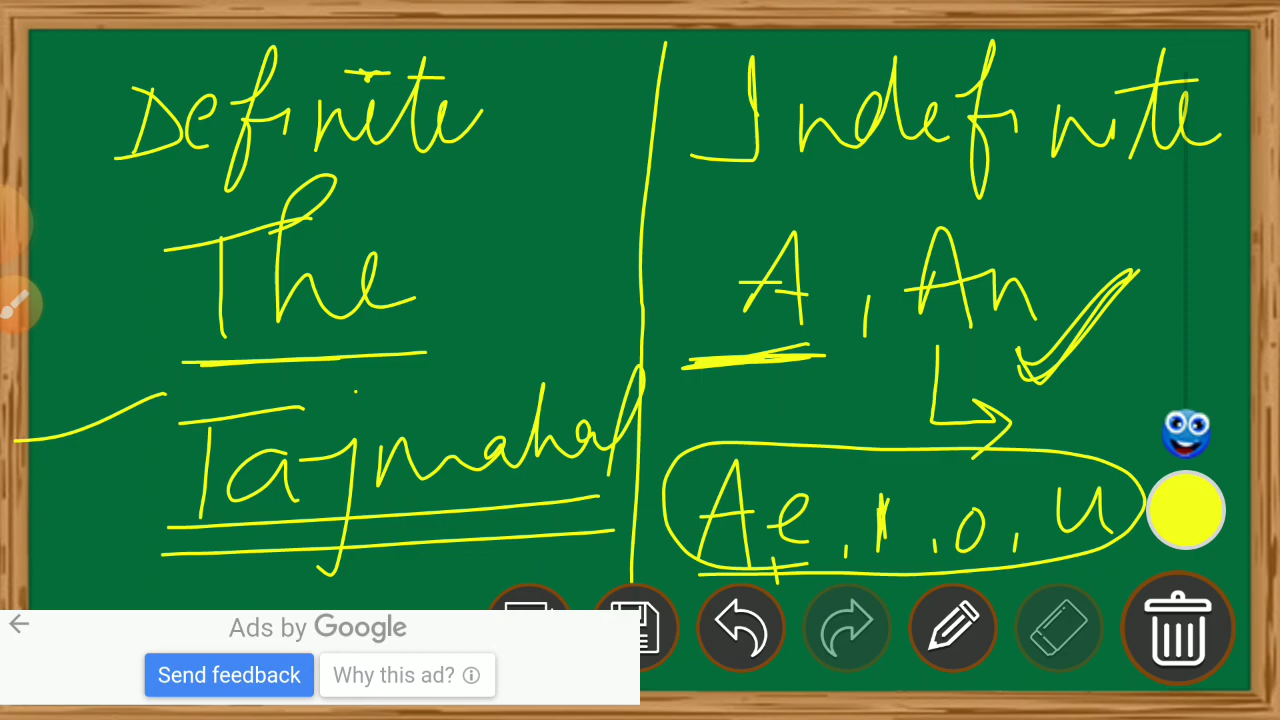 Definite
The
Tajmahal
Indefinite
A, An
Ae, I, o, u
Ads by Google
Send feedback
Why this ad?